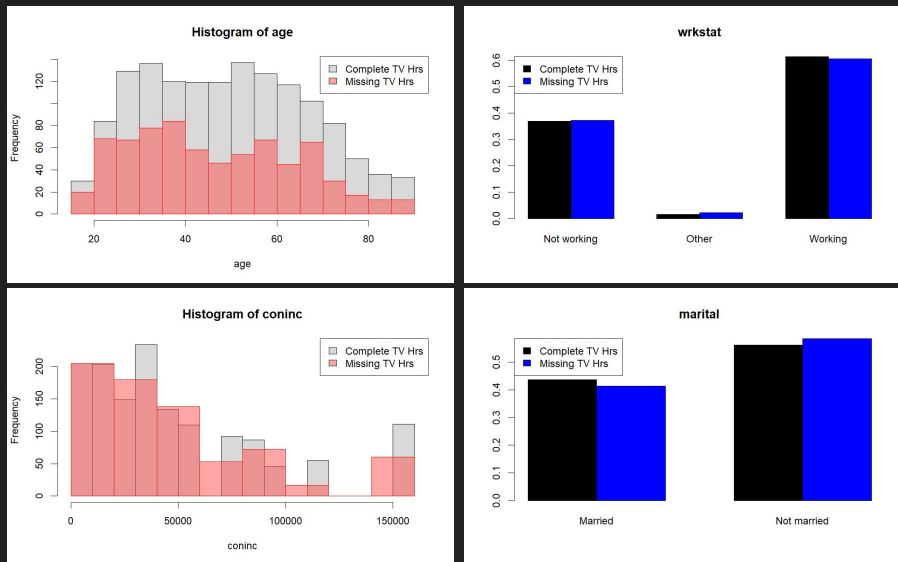 Histogram of age
Complete TV Hrs
Missing TV Hrs
Frequency
0
20
40
60
80
120
20
40
60
80
age
wrkstat
Complete TV Hrs
Missing TV Hrs
0.0
0.1
0.2
0.3
0.4
0.5
0.6
Not working
Other
Working
Histogram of coninc
Complete TV Hrs
Missing TV Hrs
Frequency
0
50
100
150
200
0
50000
100000
150000
coninc
marital
Complete TV Hrs
Missing TV Hrs
0.0
0.1
0.2
0.3
0.4
0.5
Married
Not married